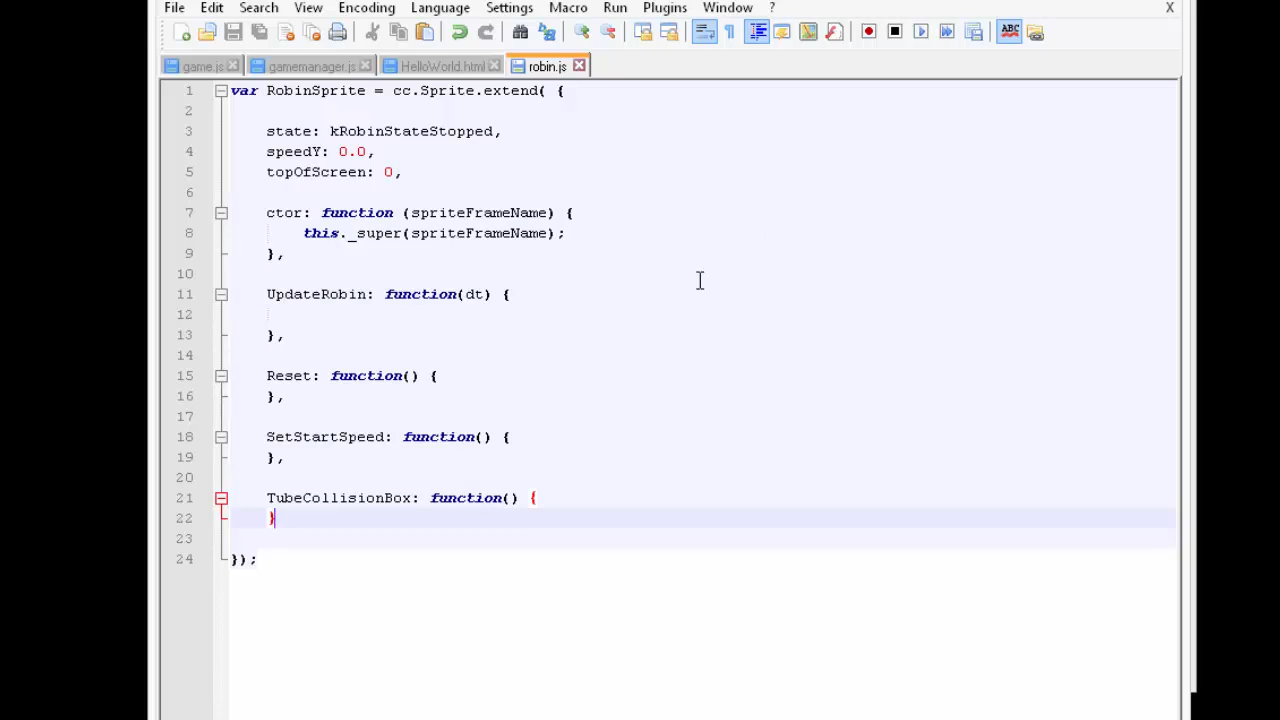 File Edit Search View Encoding Language Settings Macro Run Plugins Window ? X
ABC
game.js gamemanager.js HelloWorld.html robin.js
1 var RobinSprite = cc.Sprite.extend( {
2
3 state: kRobinStateStopped,
4 speedY: 0.0,
5 topOfScreen: 0,
6
7 ctor: function (spriteFrameName) {
8 this._super(spriteFrameName);
9 },
10
11 UpdateRobin: function(dt) {
12
13 },
14
15 Reset: function() {
16 },
17
18 SetStartSpeed: function() {
19 },
20
21 TubeCollisionBox: function() {
22 }
23
24 });